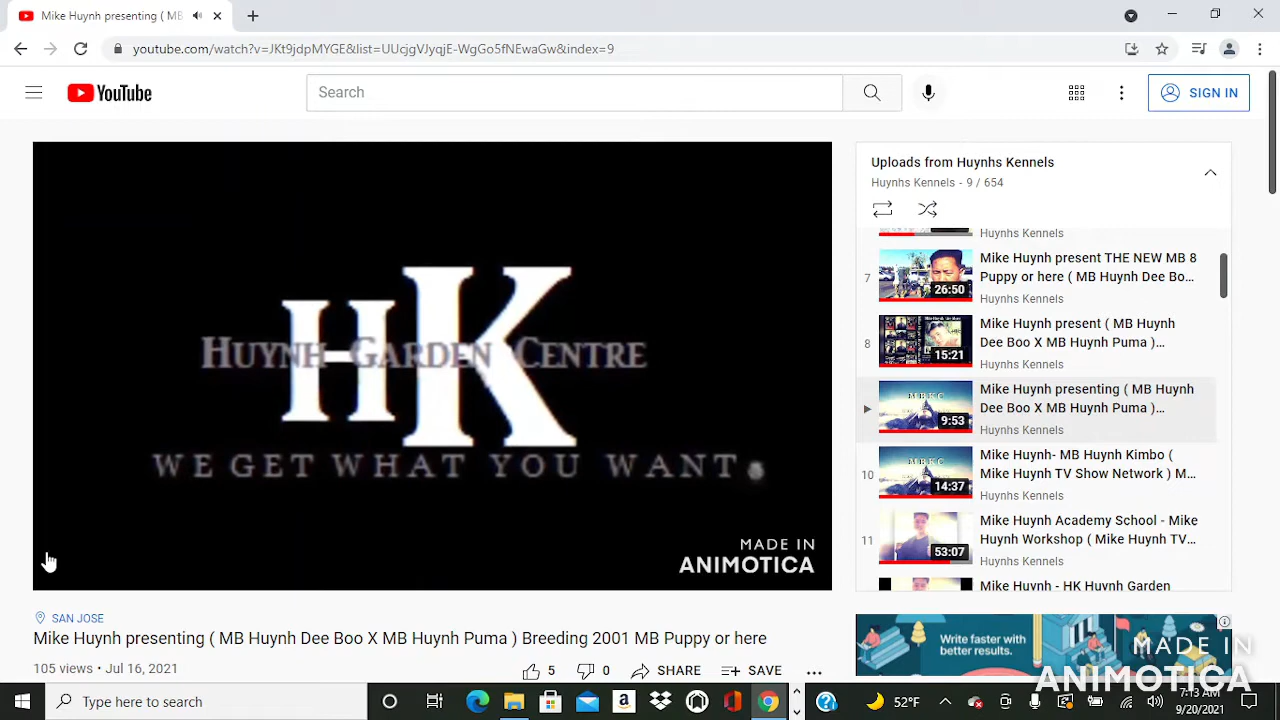 Mike Huynh presenting ( MB
youtube.com/watch?v=JKt9jdpMYGE&list=UUcjgVJyqjE-WgGo5fNEwaGw&index=9
YouTube
Search
SIGN IN
HK
HUYNH GARDEN CENTRE
WE GET WHAT YOU WANT.
MADE IN
ANIMOTICA
SAN JOSE
Mike Huynh presenting ( MB Huynh Dee Boo X MB Huynh Puma ) Breeding 2001 MB Puppy or here
105 views • Jul 16, 2021
5
0
SHARE
SAVE
Uploads from Huynhs Kennels
Huynhs Kennels - 9 / 654
Huynhs Kennels
7
26:50
Mike Huynh present THE NEW MB 8
Puppy or here ( MB Huynh Dee Bo...
Huynhs Kennels
8
15:21
Mike Huynh present ( MB Huynh
Dee Boo X MB Huynh Puma )...
Huynhs Kennels
9:53
Mike Huynh presenting ( MB Huynh
Dee Boo X MB Huynh Puma )...
Huynhs Kennels
10
14:37
Mike Huynh- MB Huynh Kimbo (
Mike Huynh TV Show Network ) M...
Huynhs Kennels
11
53:07
Mike Huynh Academy School - Mike
Huynh Workshop ( Mike Huynh TV...
Huynhs Kennels
Mike Huynh - HK Huynh Garden
Write faster with
better results.
MADE IN
ANIMOTICA
Type here to search
52°F
7:13 AM
9/20/2021